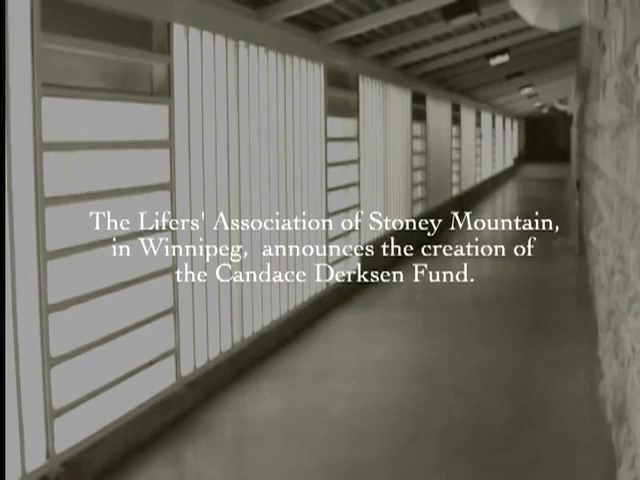 The Lifers' Association of Stoney Mountain,
in Winnipeg,  announces the creation of
the Candace Derksen Fund.